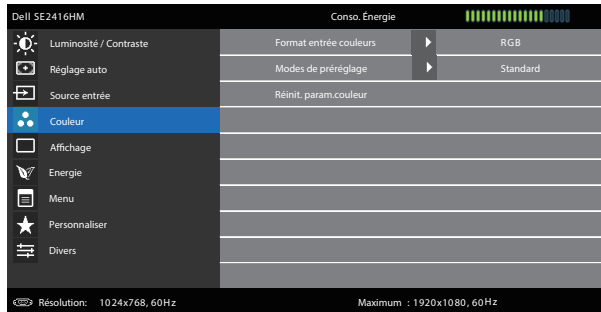 Dell SE2416HM Conso. Énergie
Luminosité / Contraste Format entrée couleurs RGB
Réglage auto Modes de préréglage Standard
Source entrée Réinit. param.couleur
Couleur
Affichage
Energie
Menu
Personnaliser
Divers
Résolution: 1024x768, 60Hz Maximum : 1920x1080, 60Hz